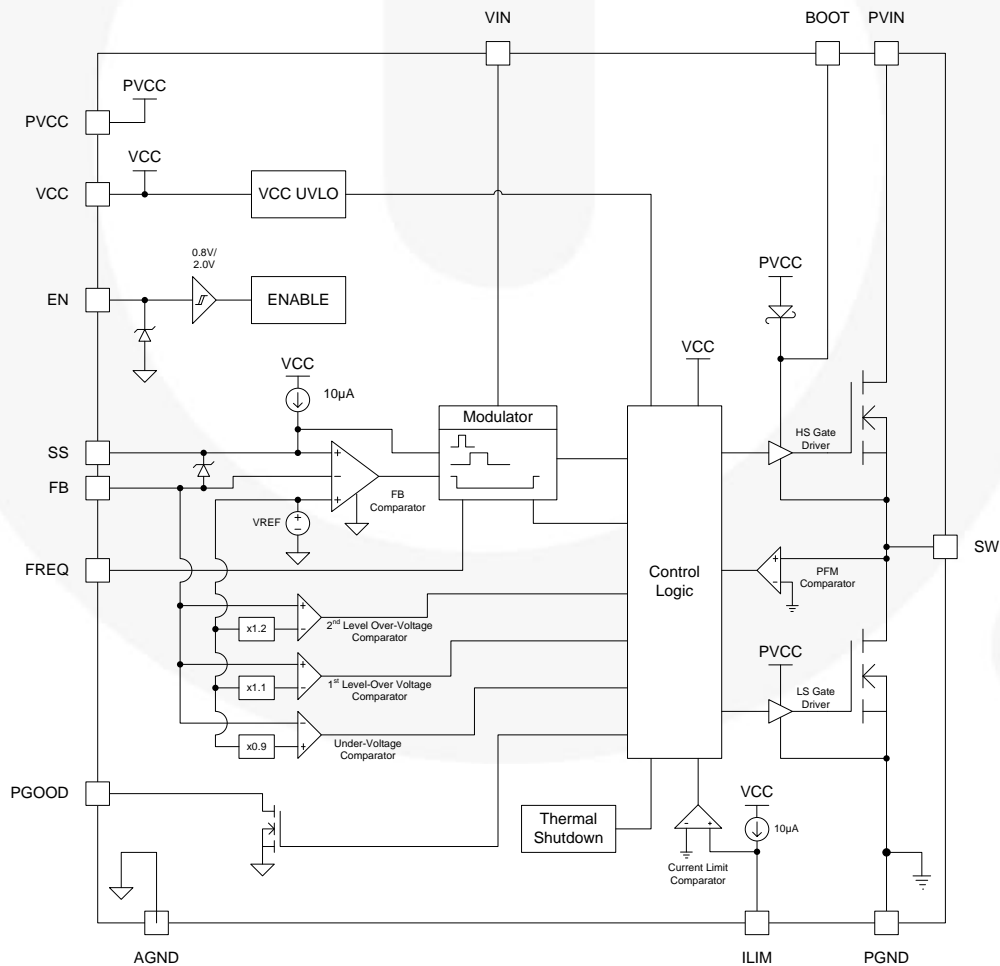 VIN
BOOT
PVIN
PVCC
PVCC
VCC
VCC
VCC UVLO
0.8V/
2.0V
EN
ENABLE
PVCC
VCC
VCC
10µA
Modulator
SS
+
HS Gate
Driver
FB
−
+
FB
Comparator
VREF
+
−
SW
FREQ
Control
Logic
+
−
PFM
Comparator
+
x1.2
−
2nd Level Over-Voltage
Comparator
PVCC
+
x1.1
−
1st Level-Over Voltage
Comparator
LS Gate
Driver
−
x0.9
+
Under-Voltage
Comparator
PGOOD
VCC
Thermal
Shutdown
−
+
10µA
Current Limit
Comparator
AGND
ILIM
PGND